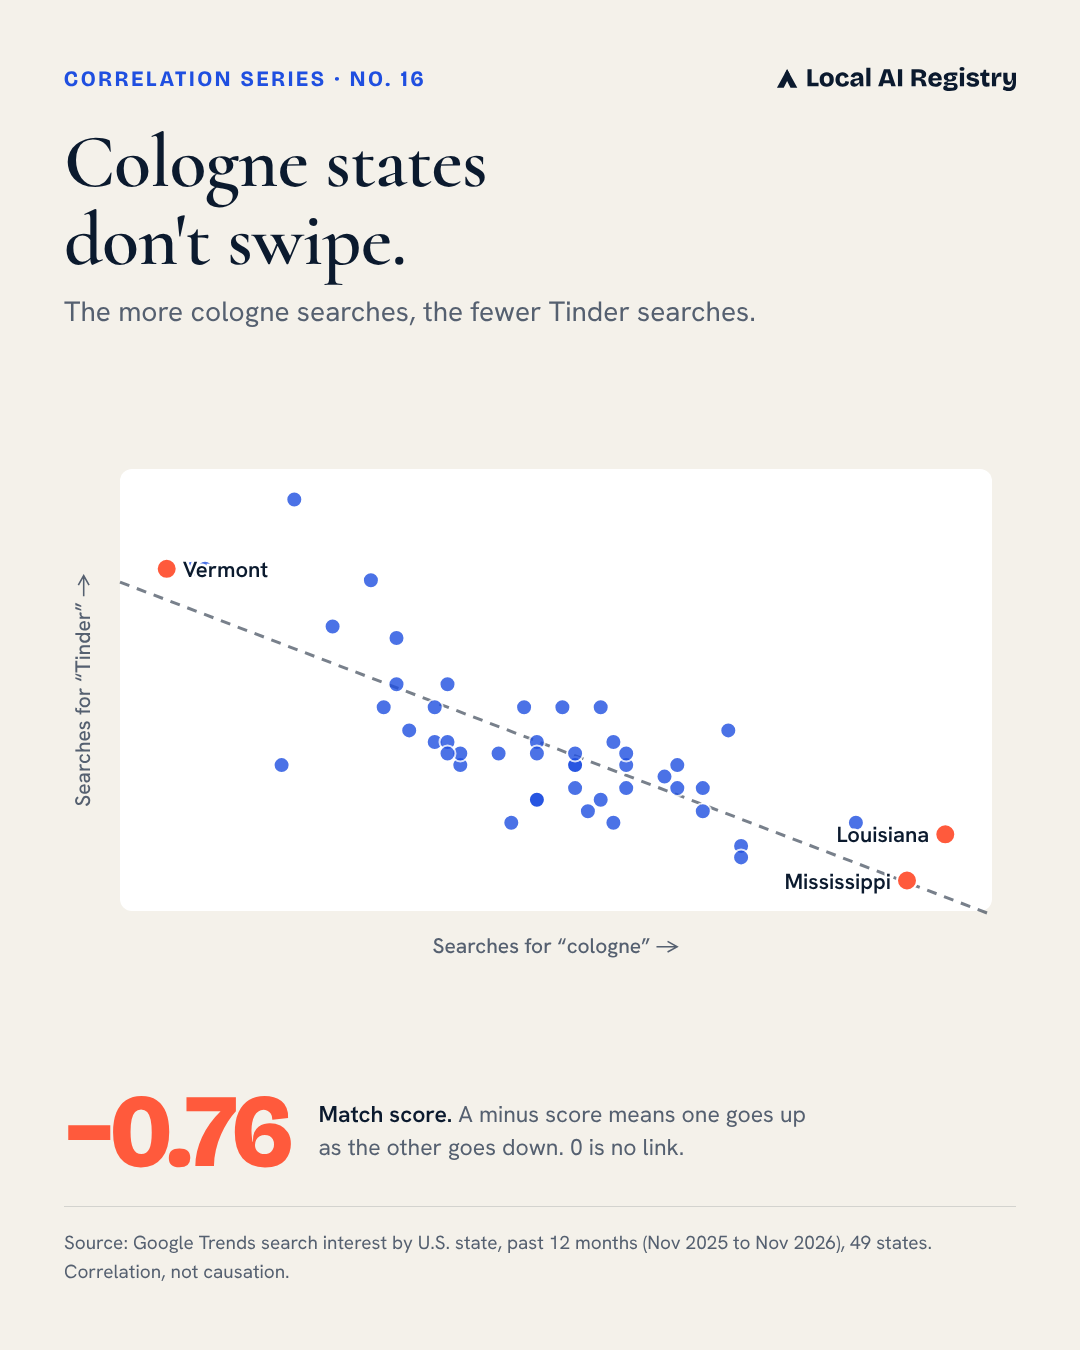 CORRELATION SERIES · NO. 16
Local AI Registry
Cologne states
don't swipe.
The more cologne searches, the fewer Tinder searches.
Searches for “Tinder” →
Vermont
Louisiana
Mississippi
Searches for “cologne” →
−0.76
Match score. A minus score means one goes up
as the other goes down. 0 is no link.
Source: Google Trends search interest by U.S. state, past 12 months (Nov 2025 to Nov 2026), 49 states.
Correlation, not causation.